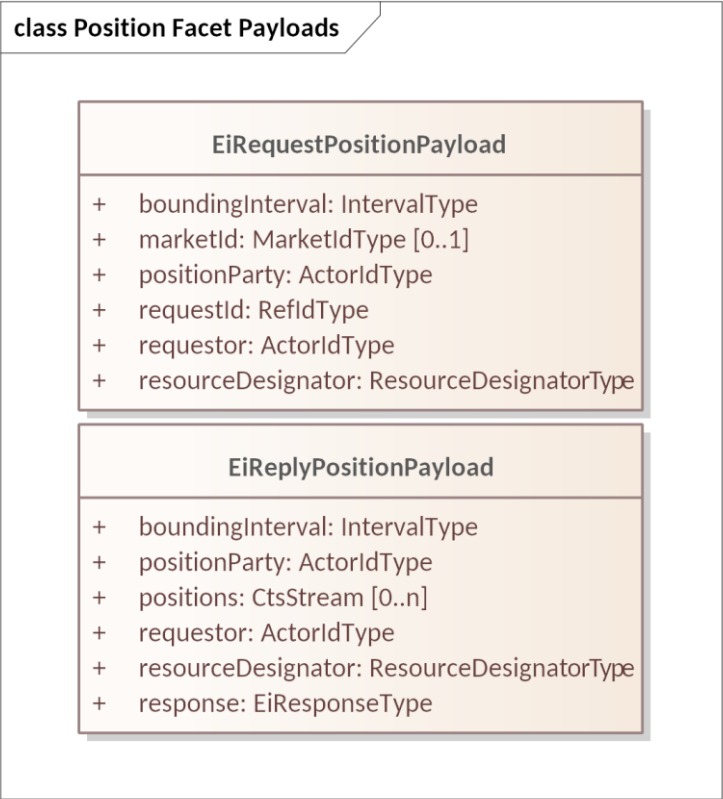 class Position Facet Payloads
EiRequestPositionPayload
+ boundingInterval: IntervalType
+ marketId: MarketIdType [0..1]
+ positionParty: ActorIdType
+ requestId: RefIdType
+ requestor: ActorIdType
+ resourceDesignator: ResourceDesignatorType
EiReplyPositionPayload
+ boundingInterval: IntervalType
+ positionParty: ActorIdType
+ positions: CtsStream [0..n]
+ requestor: ActorIdType
+ resourceDesignator: ResourceDesignatorType
+ response: EiResponseType